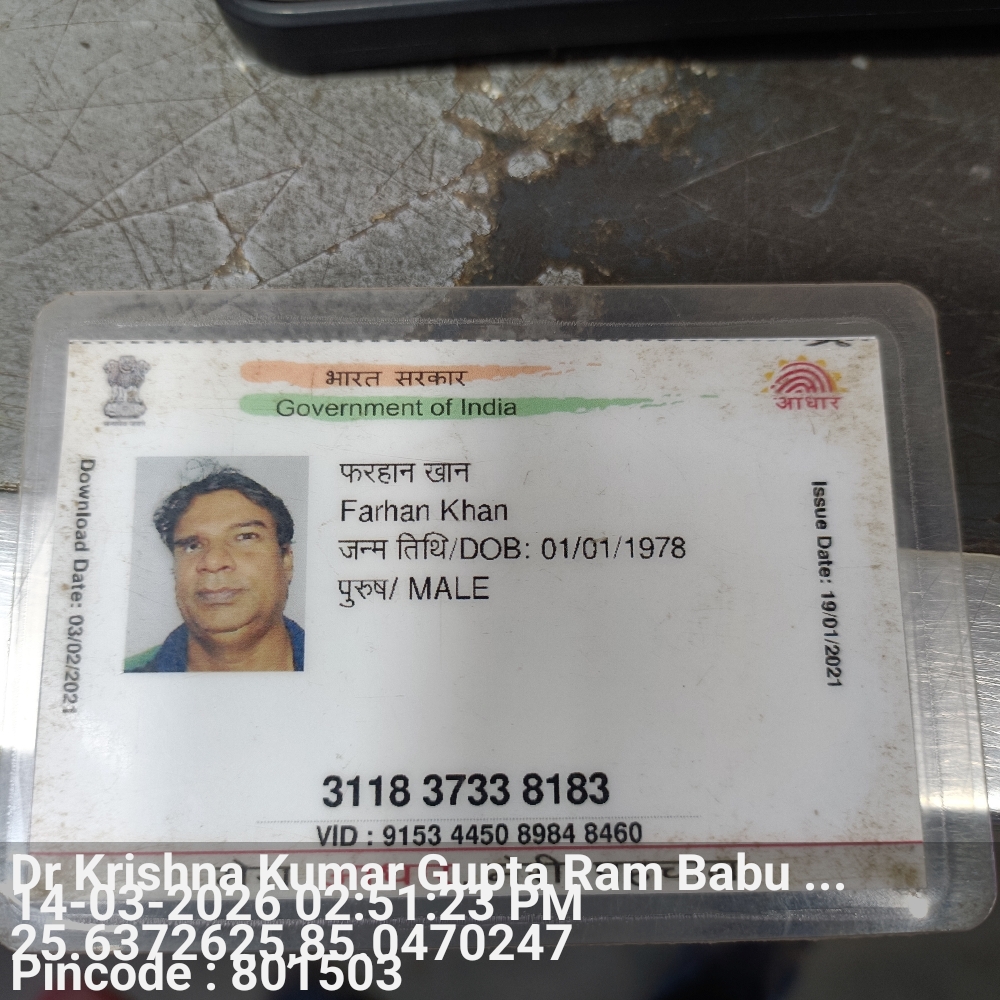 भारत सरकार
Government of India
आधार
Download Date: 03/02/2021
Issue Date: 19/01/2021
फरहान खान
Farhan Khan
जन्म तिथि/DOB: 01/01/1978
पुरुष/ MALE
3118 3733 8183
VID : 9153 4450 8984 8460
Dr Krishna Kumar Gupta Ram Babu ...
14-03-2026 02:51:23 PM
25.6372625,85.0470247
Pincode : 801503